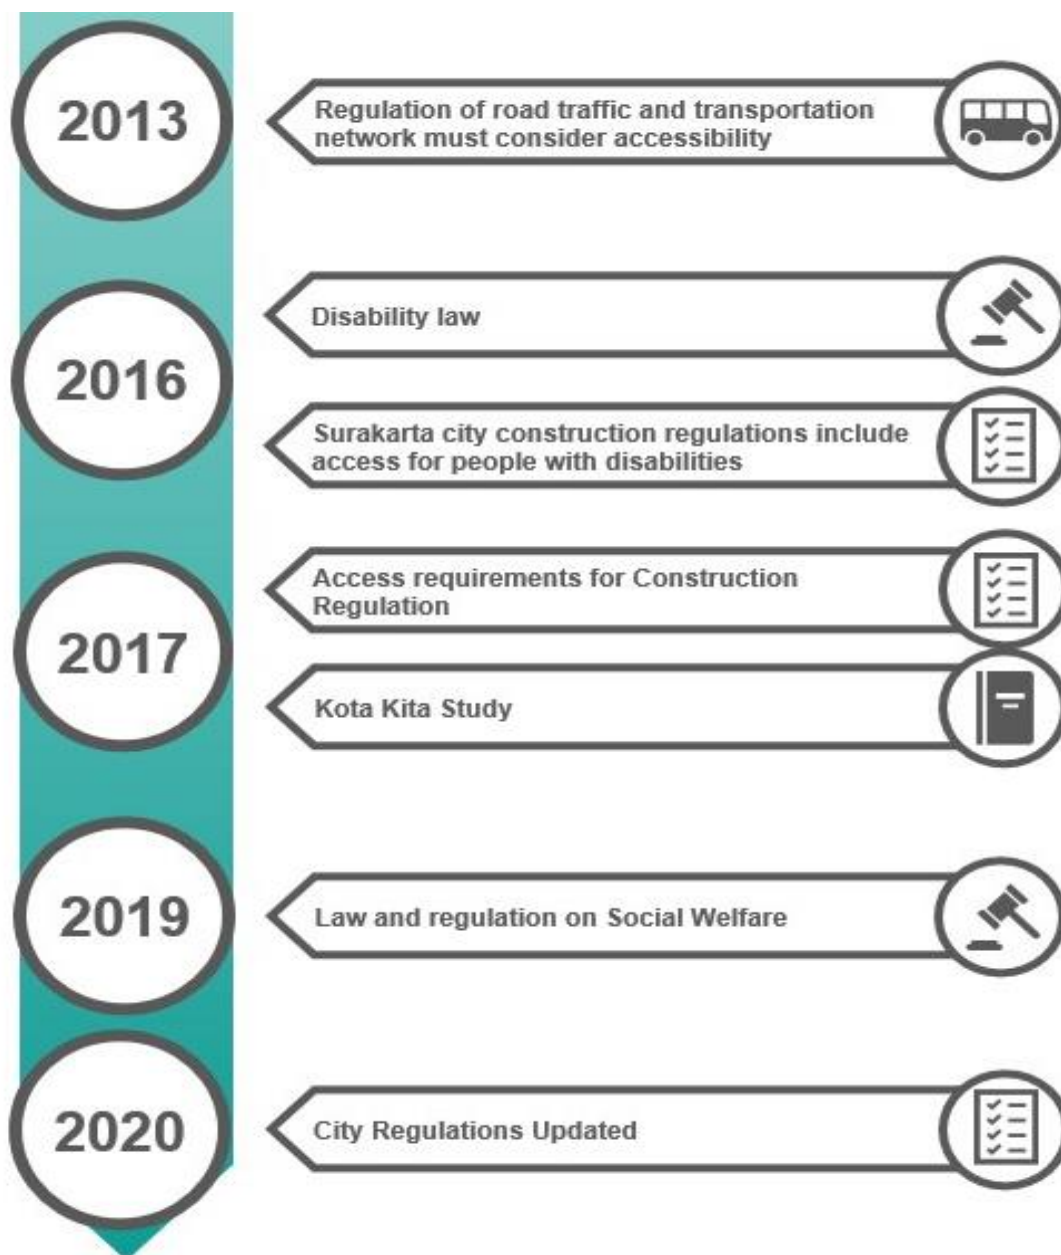 2013
Regulation of road traffic and transportation
network must consider accessibility
2016
Disability law
Surakarta city construction regulations include
access for people with disabilities
2017
Access requirements for Construction
Regulation
Kota Kita Study
2019
Law and regulation on Social Welfare
2020
City Regulations Updated